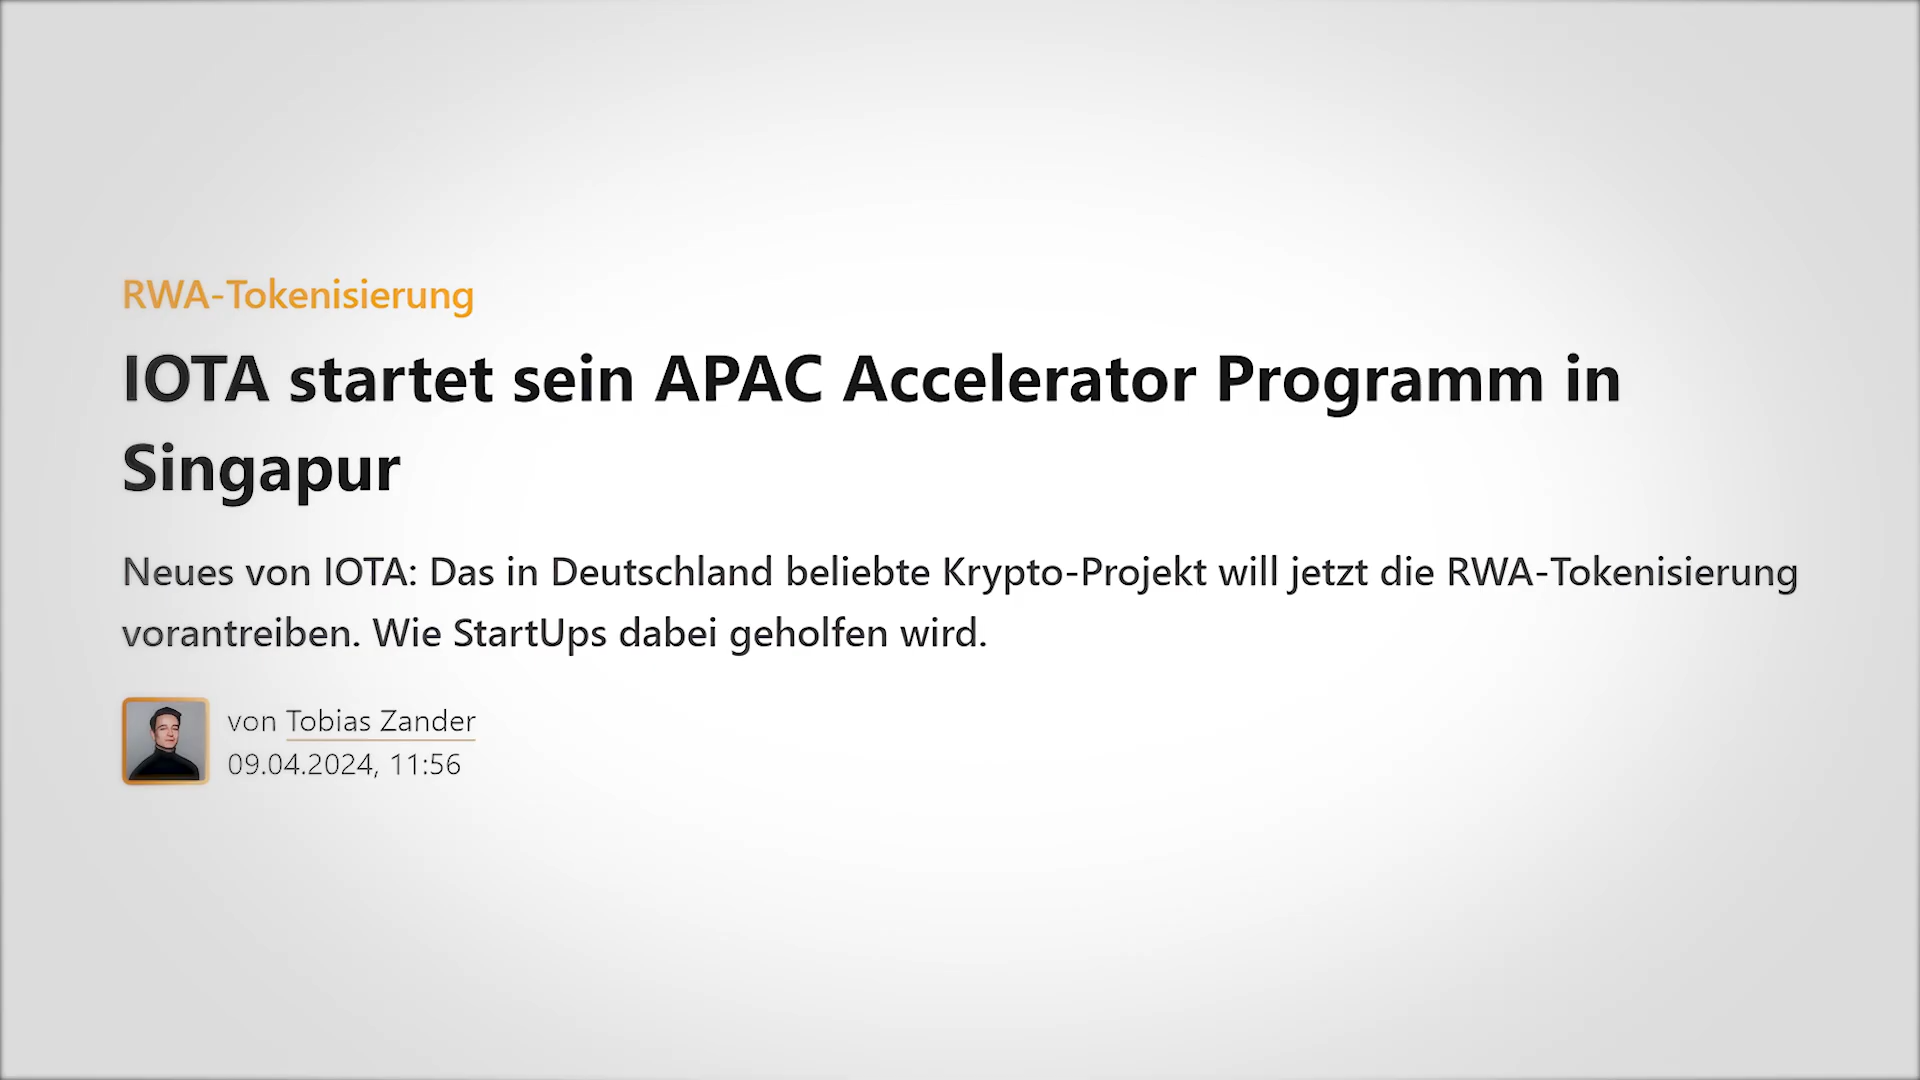 RWA-Tokenisierung
IOTA startet sein APAC Accelerator Programm in
Singapur
Neues von IOTA: Das in Deutschland beliebte Krypto-Projekt will jetzt die RWA-Tokenisierung
vorantreiben. Wie StartUps dabei geholfen wird.
von Tobias Zander
09.04.2024, 11:56